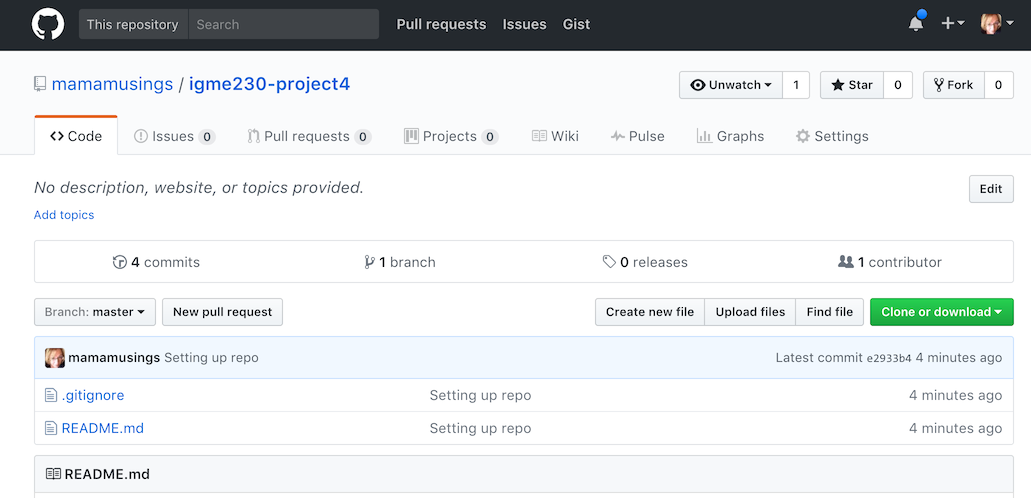 This repository Search Pull requests Issues Gist
mamamusings / igme230-project4 Unwatch 1 Star 0 Fork 0
Code Issues 0 Pull requests 0 Projects 0 Wiki Pulse Graphs Settings
No description, website, or topics provided. Edit
Add topics
4 commits 1 branch 0 releases 1 contributor
Branch: master New pull request Create new file Upload files Find file Clone or download
mamamusings Setting up repo Latest commit e2933b4 4 minutes ago
.gitignore Setting up repo 4 minutes ago
README.md Setting up repo 4 minutes ago
README.md